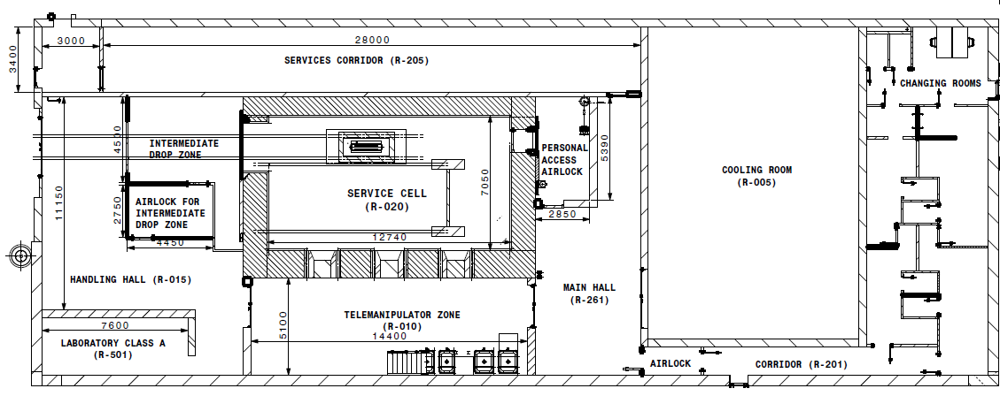 3000
28000
3400
SERVICES CORRIDOR (R-205)
CHANGING ROOMS
INTERMEDIATE
DROP ZONE
4500
PERSONAL
ACCESS
AIRLOCK
5390
COOLING ROOM
(R-005)
SERVICE CELL
(R-020)
7050
11150
AIRLOCK FOR
INTERMEDIATE
DROP ZONE
2750
2850
4450
12740
HANDLING HALL (R-015)
MAIN HALL
(R-261)
TELEMANIPULATOR ZONE
(R-010)
5100
14400
7600
LABORATORY CLASS A
(R-501)
AIRLOCK
CORRIDOR (R-201)